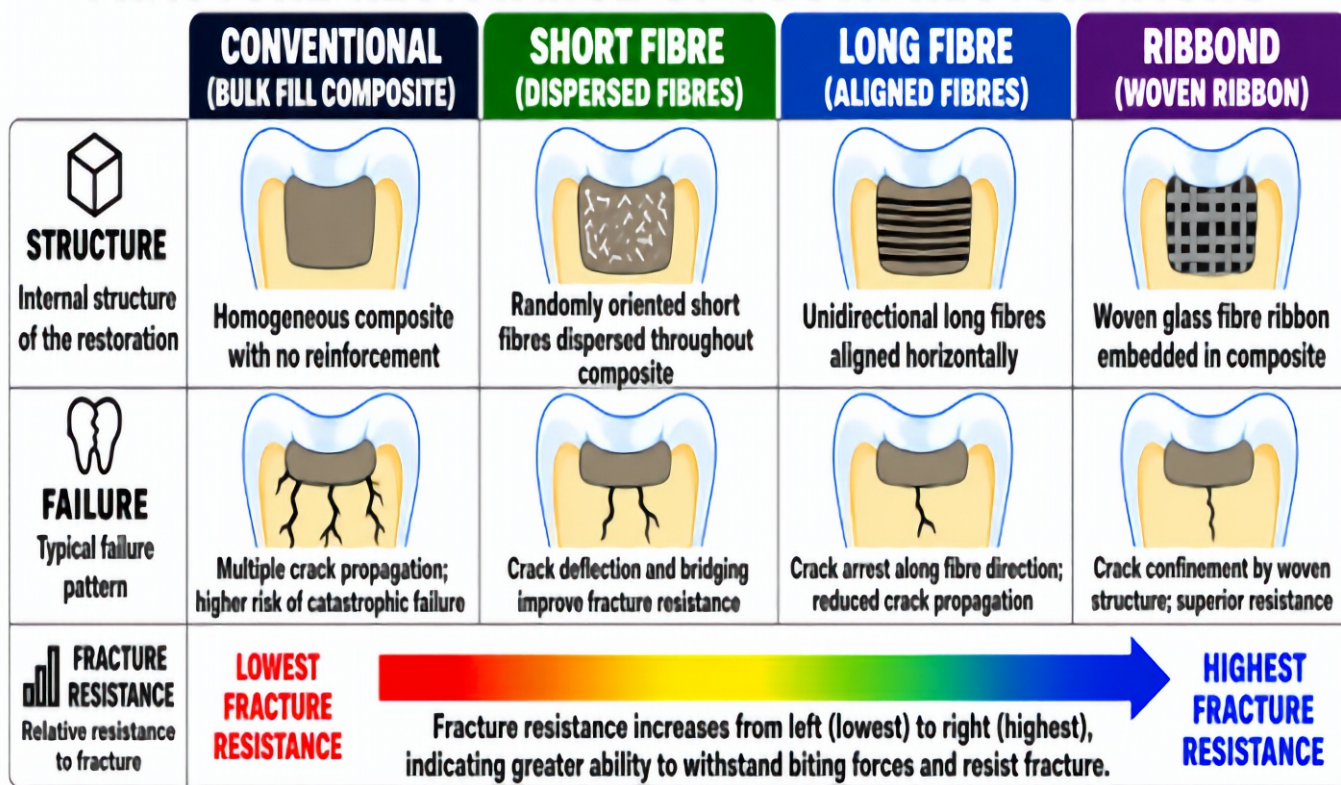 CONVENTIONAL
(BULK FILL COMPOSITE)
SHORT FIBRE
(DISPERSED FIBRES)
LONG FIBRE
(ALIGNED FIBRES)
RIBBOND
(WOVEN RIBBON)
STRUCTURE
Internal structure
of the restoration
Homogeneous composite
with no reinforcement
Randomly oriented short
fibres dispersed throughout
composite
Unidirectional long fibres
aligned horizontally
Woven glass fibre ribbon
embedded in composite
FAILURE
Typical failure
pattern
Multiple crack propagation;
higher risk of catastrophic failure
Crack deflection and bridging
improve fracture resistance
Crack arrest along fibre direction;
reduced crack propagation
Crack confinement by woven
structure; superior resistance
FRACTURE
RESISTANCE
Relative resistance
to fracture
LOWEST
FRACTURE
RESISTANCE
Fracture resistance increases from left (lowest) to right (highest),
indicating greater ability to withstand biting forces and resist fracture.
HIGHEST
FRACTURE
RESISTANCE